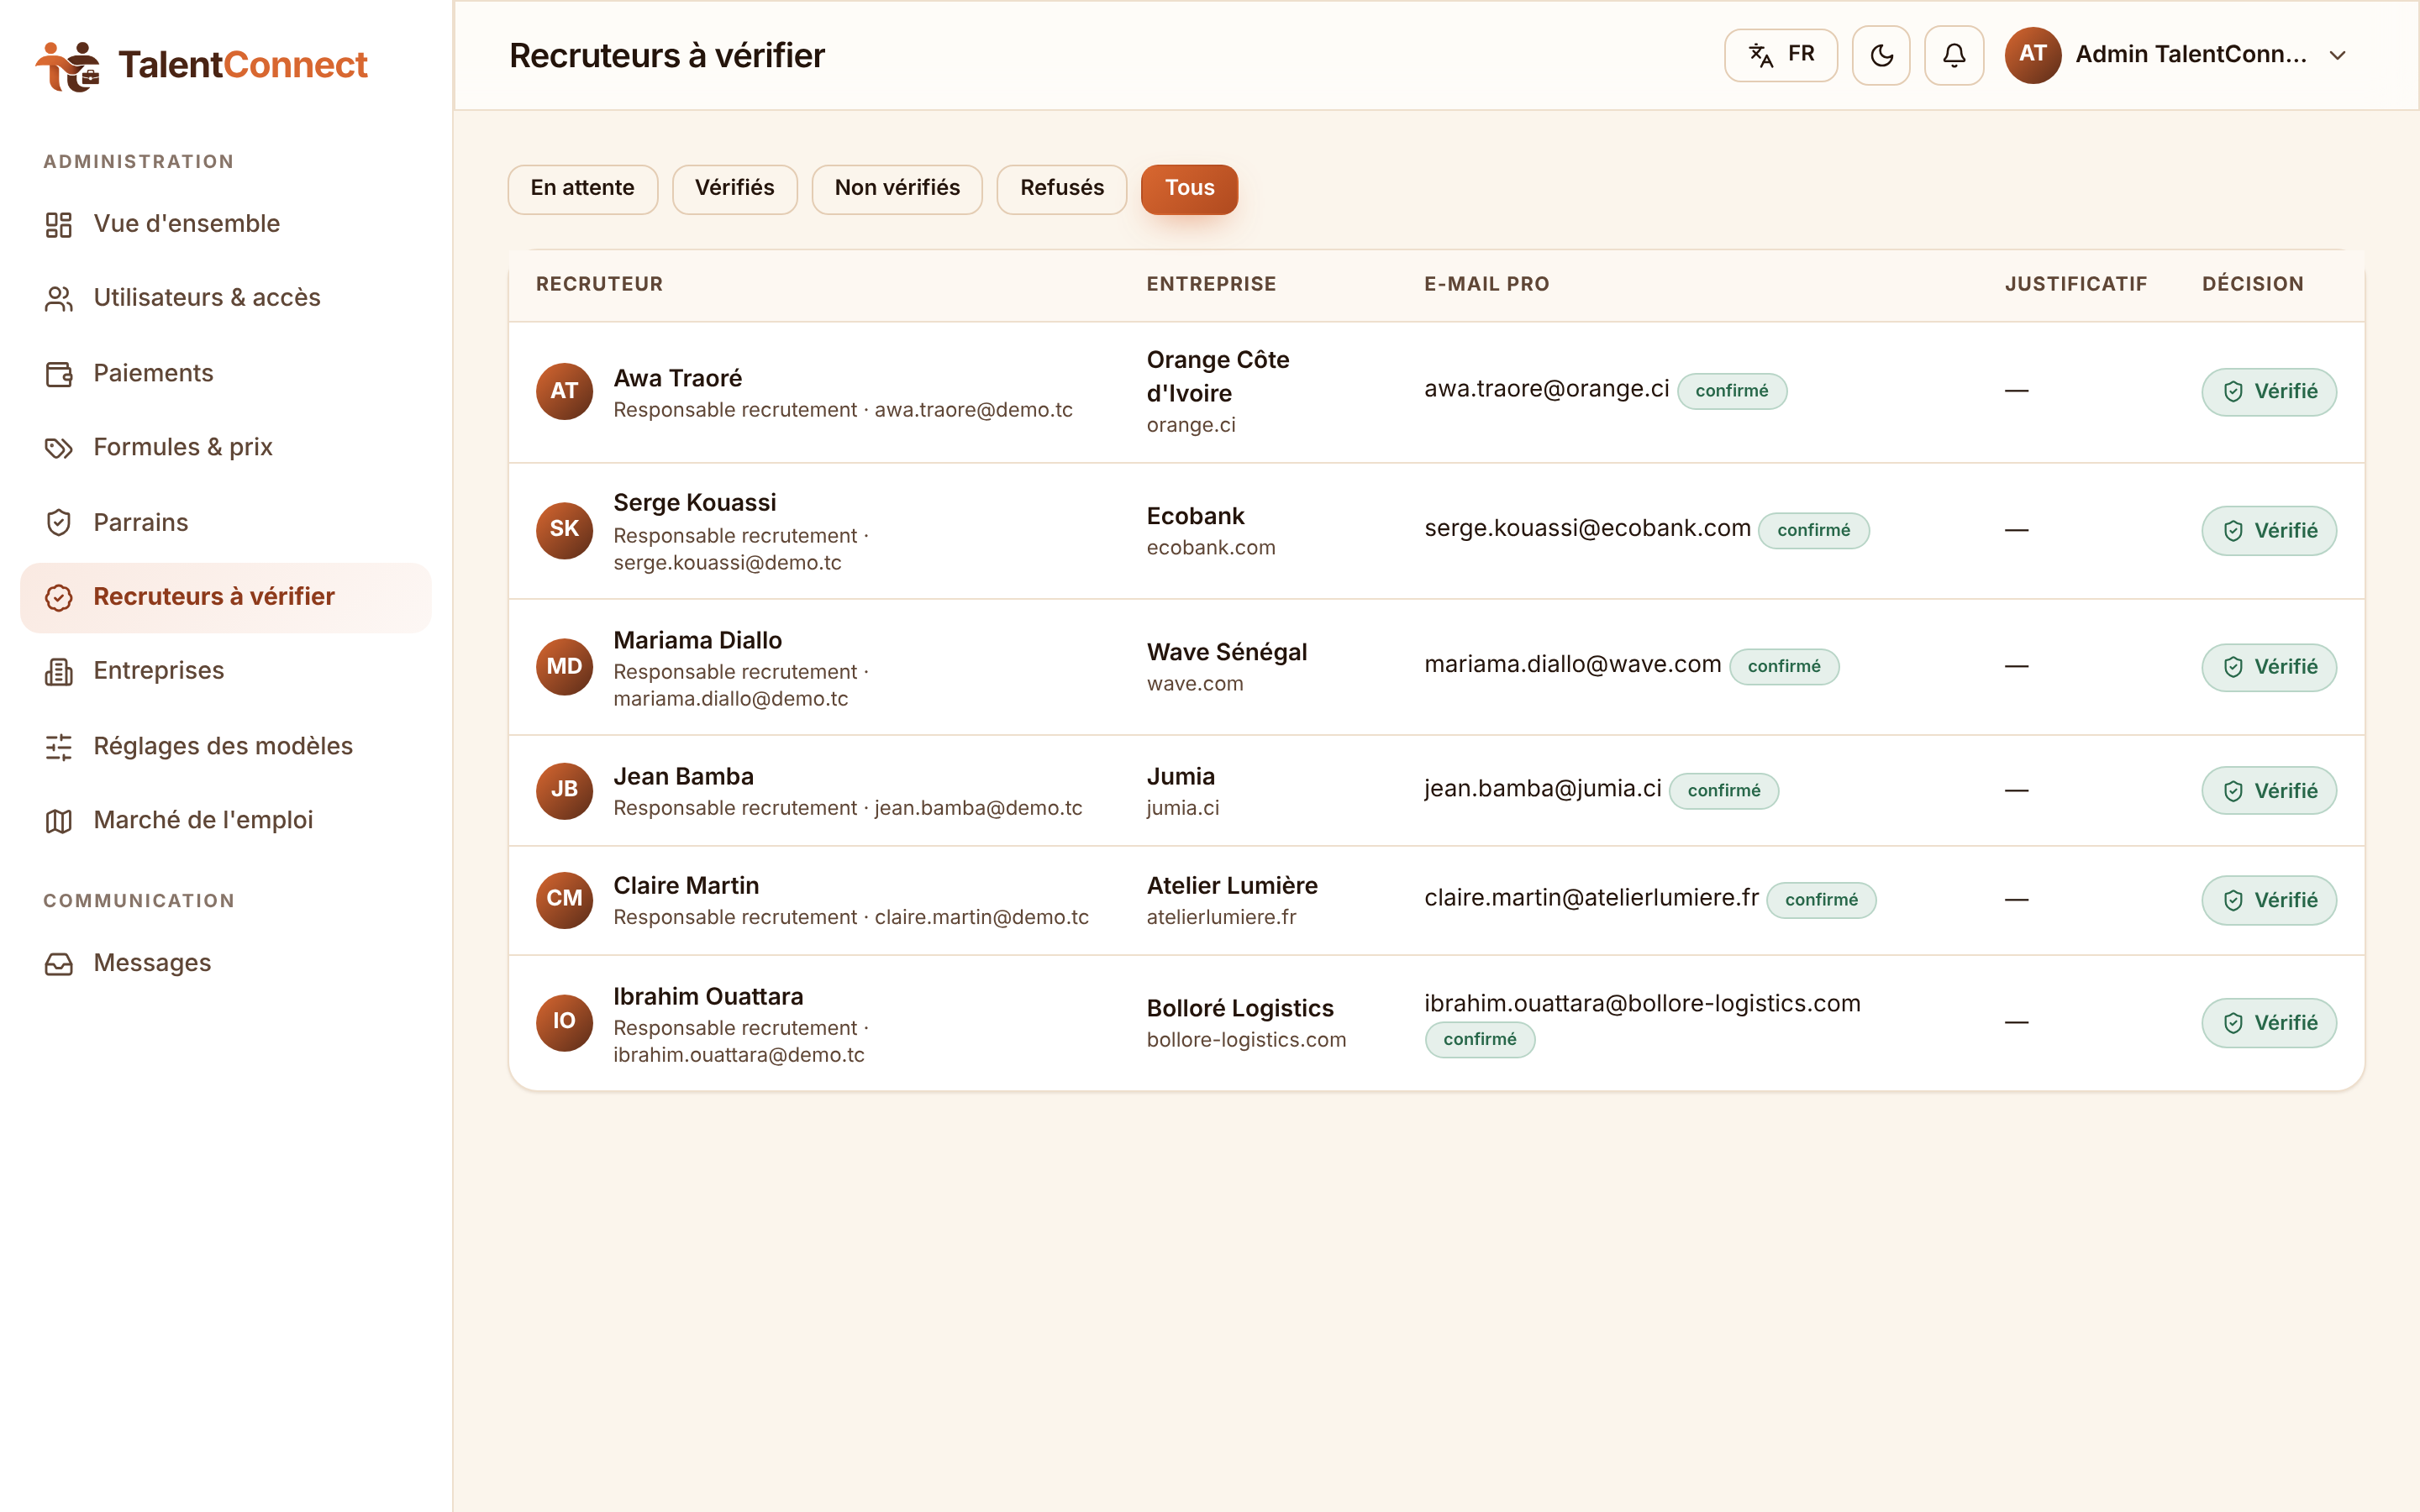 TalentConnect
ADMINISTRATION
Vue d'ensemble
Utilisateurs & accès
Paiements
Formules & prix
Parrains
Recruteurs à vérifier
Entreprises
Réglages des modèles
Marché de l'emploi
COMMUNICATION
Messages
Recruteurs à vérifier
FR
AT
Admin TalentConn...
En attente
Vérifiés
Non vérifiés
Refusés
Tous
RECRUTEUR ENTREPRISE E-MAIL PRO JUSTIFICATIF DÉCISION
AT
Awa Traoré
Responsable recrutement · awa.traore@demo.tc
Orange Côte
d'Ivoire
orange.ci
awa.traore@orange.ci confirmé
—
Vérifié
SK
Serge Kouassi
Responsable recrutement ·
serge.kouassi@demo.tc
Ecobank
ecobank.com
serge.kouassi@ecobank.com confirmé
—
Vérifié
MD
Mariama Diallo
Responsable recrutement ·
mariama.diallo@demo.tc
Wave Sénégal
wave.com
mariama.diallo@wave.com confirmé
—
Vérifié
JB
Jean Bamba
Responsable recrutement · jean.bamba@demo.tc
Jumia
jumia.ci
jean.bamba@jumia.ci confirmé
—
Vérifié
CM
Claire Martin
Responsable recrutement · claire.martin@demo.tc
Atelier Lumière
atelierlumiere.fr
claire.martin@atelierlumiere.fr confirmé
—
Vérifié
IO
Ibrahim Ouattara
Responsable recrutement ·
ibrahim.ouattara@demo.tc
Bolloré Logistics
bollore-logistics.com
ibrahim.ouattara@bollore-logistics.com
confirmé
—
Vérifié